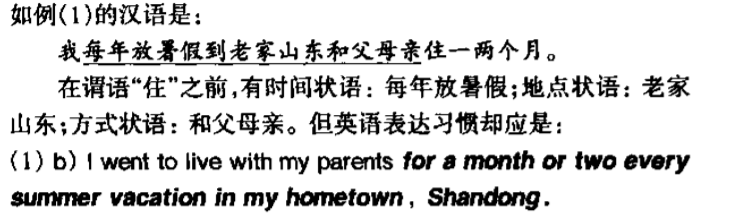 如例(1)的汉语是：
我每年放暑假到老家山东和父母亲住一两个月。
在谓语“住”之前,有时间状语：每年放暑假;地点状语：老家
山东;方式状语：和父母亲。但英语表达习惯却应是：
(1) b) I went to live with my parents for a month or two every
summer vacation in my hometown, Shandong.